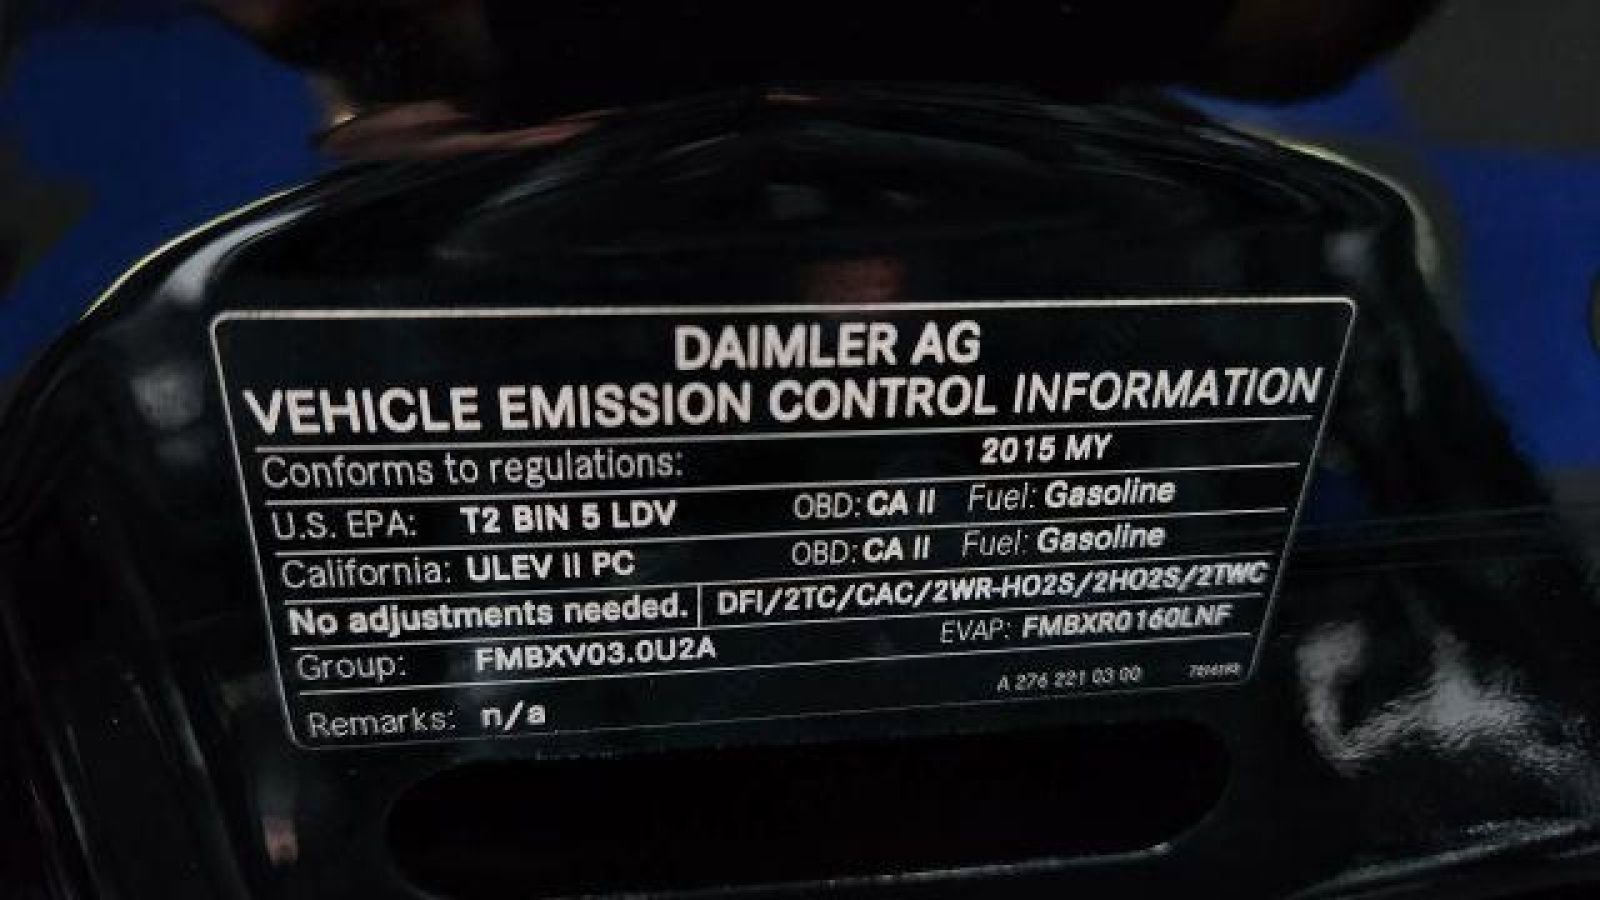 DAIMLER AG
VEHICLE EMISSION CONTROL INFORMATION
Conforms to regulations: 2015 MY
U.S. EPA: T2 BIN 5 LDV OBD: CA II Fuel: Gasoline
California: ULEV II PC OBD: CA II Fuel: Gasoline
No adjustments needed. DFI/2TC/CAC/2WR-HO2S/2HO2S/2TWC
Group: FMBXV03.0U2A EVAP: FMBXR0160LNF
Remarks: n/a A 276 221 03 00